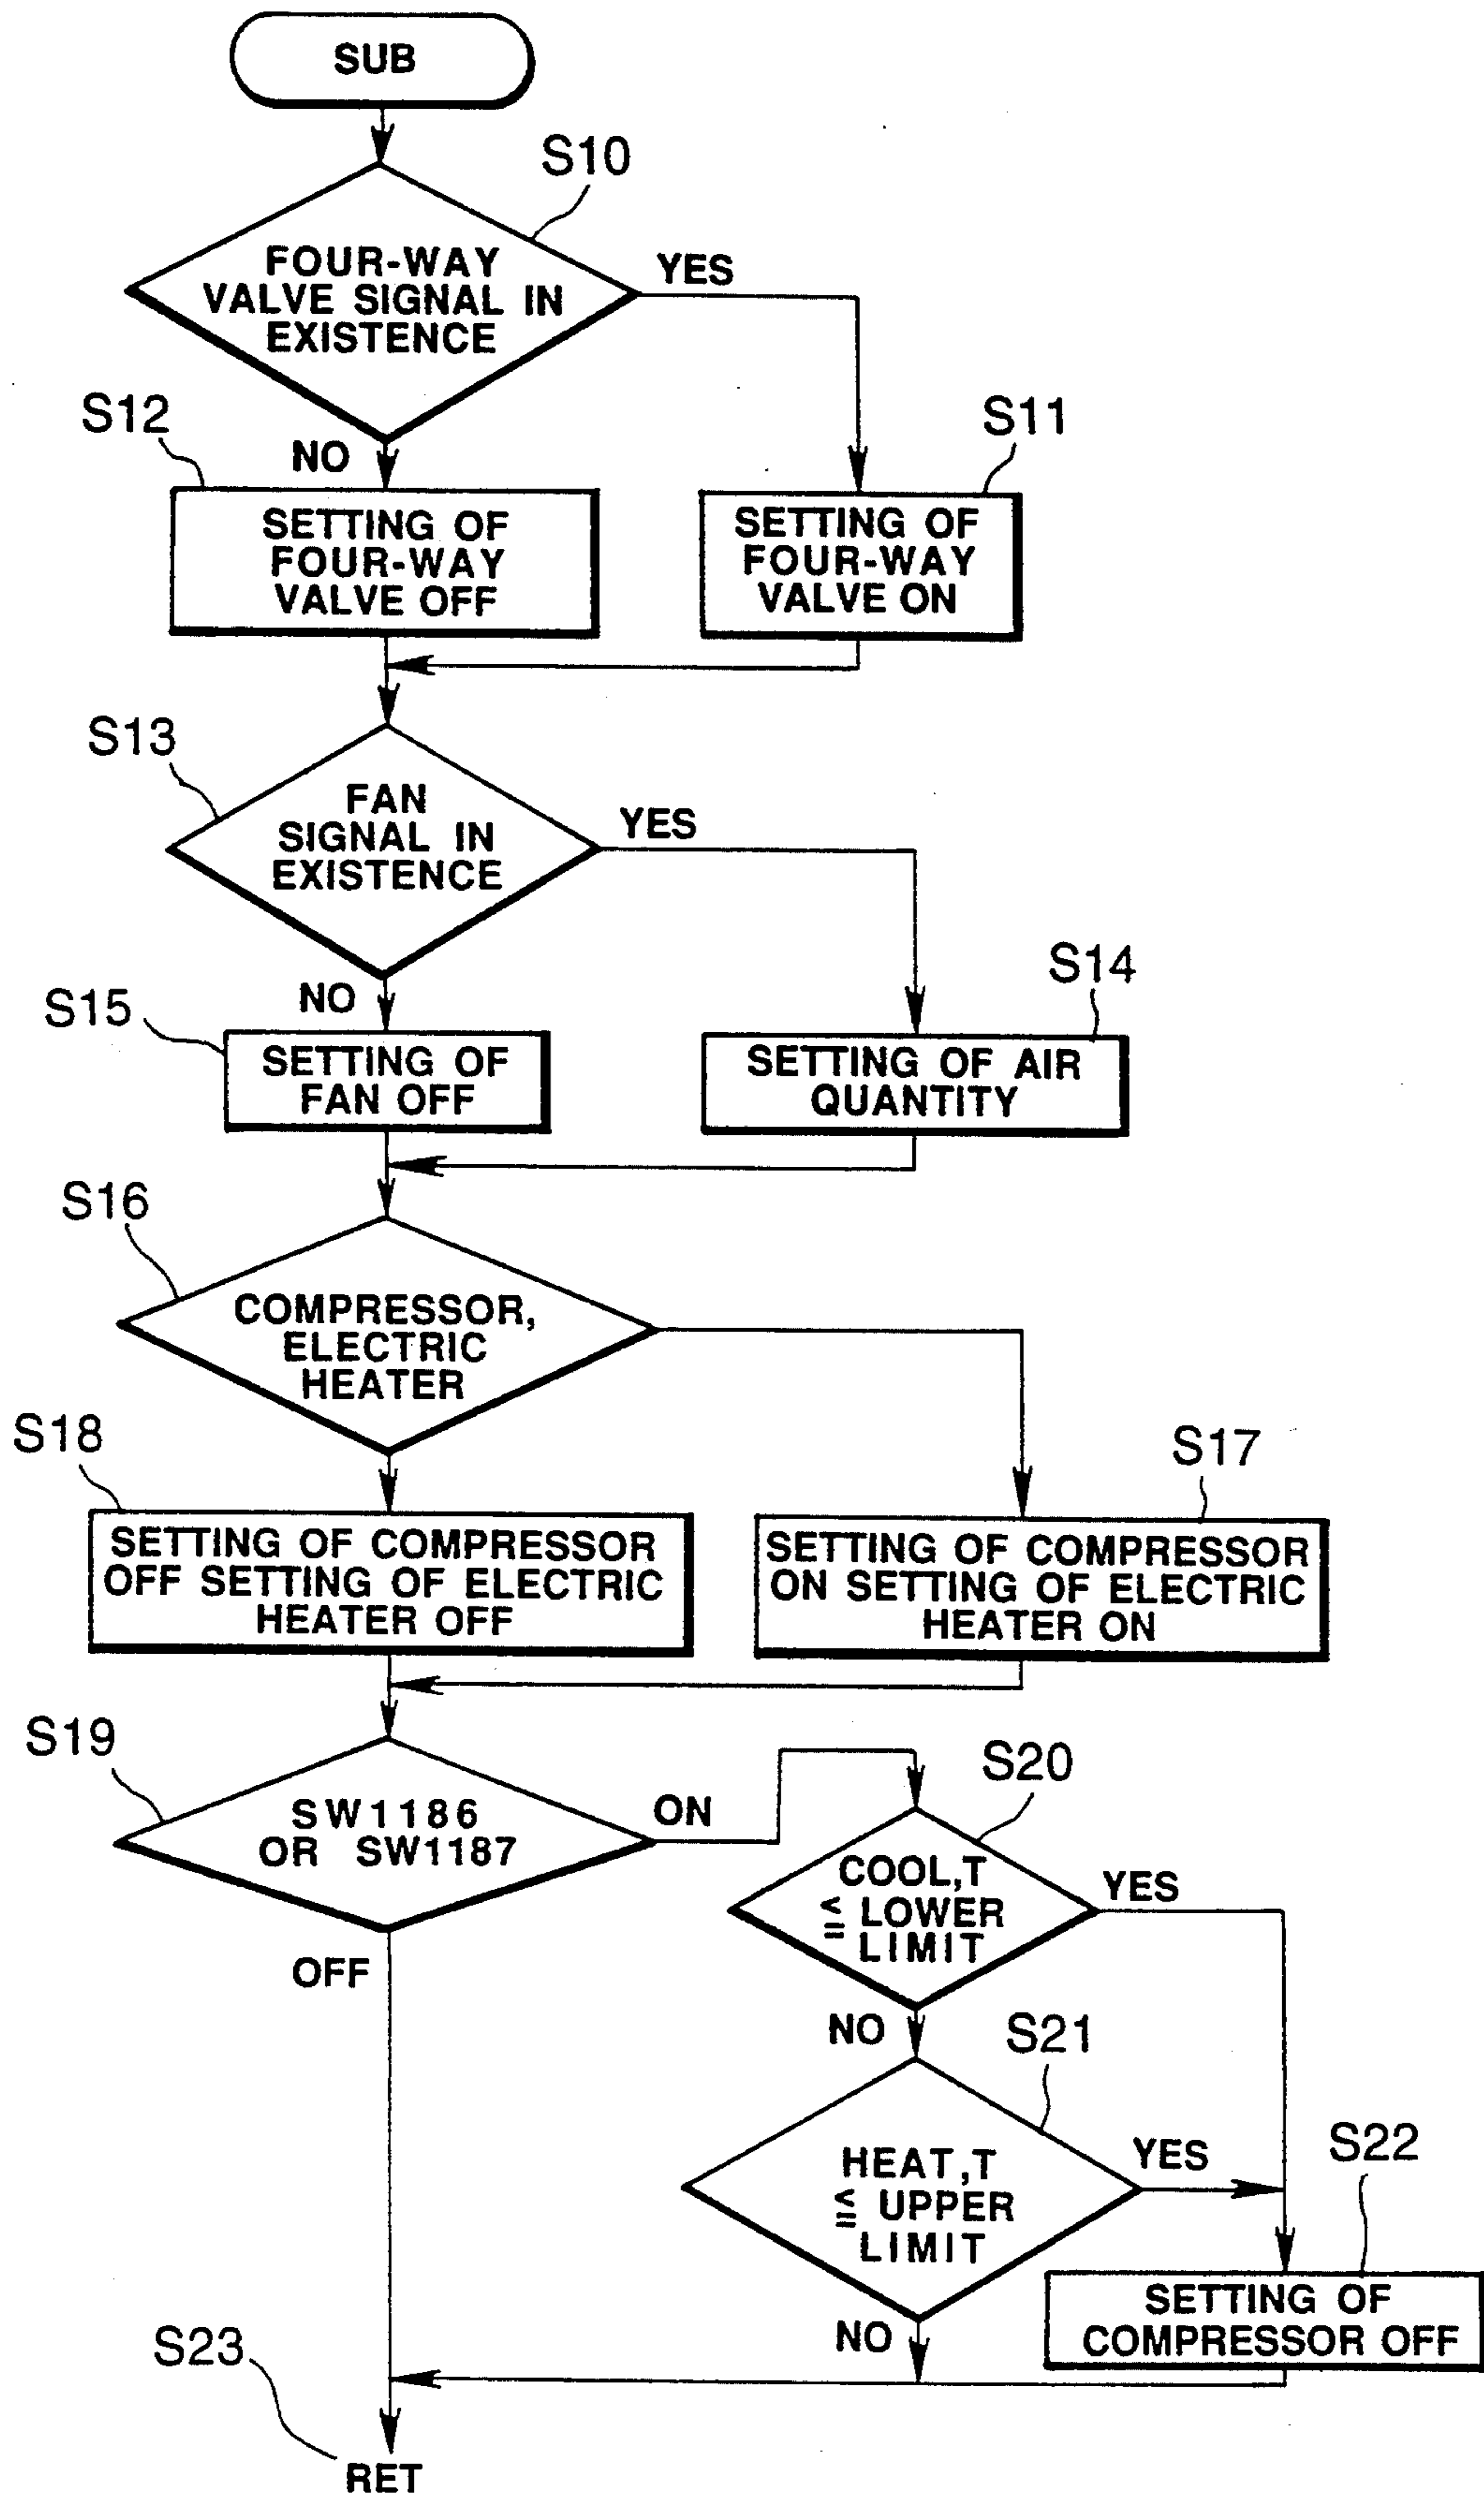 SUB
S10
FOUR-WAY
VALVE SIGNAL IN
EXISTENCE
YES
S12
NO
S11
SETTING OF
FOUR-WAY
VALVE OFF
SETTING OF
FOUR-WAY
VALVE ON
S13
FAN
SIGNAL IN
EXISTENCE
YES
S14
S15
NO
SETTING OF
FAN OFF
SETTING OF AIR
QUANTITY
S16
COMPRESSOR,
ELECTRIC
HEATER
S18
S17
SETTING OF COMPRESSOR
OFF SETTING OF ELECTRIC
HEATER OFF
SETTING OF COMPRESSOR
ON SETTING OF ELECTRIC
HEATER ON
S19
SW1186
OR SW1187
ON
OFF
S20
COOL,T
≦ LOWER
LIMIT
YES
NO
S21
HEAT,T
≦ UPPER
LIMIT
YES
S22
NO
SETTING OF
COMPRESSOR OFF
S23
RET